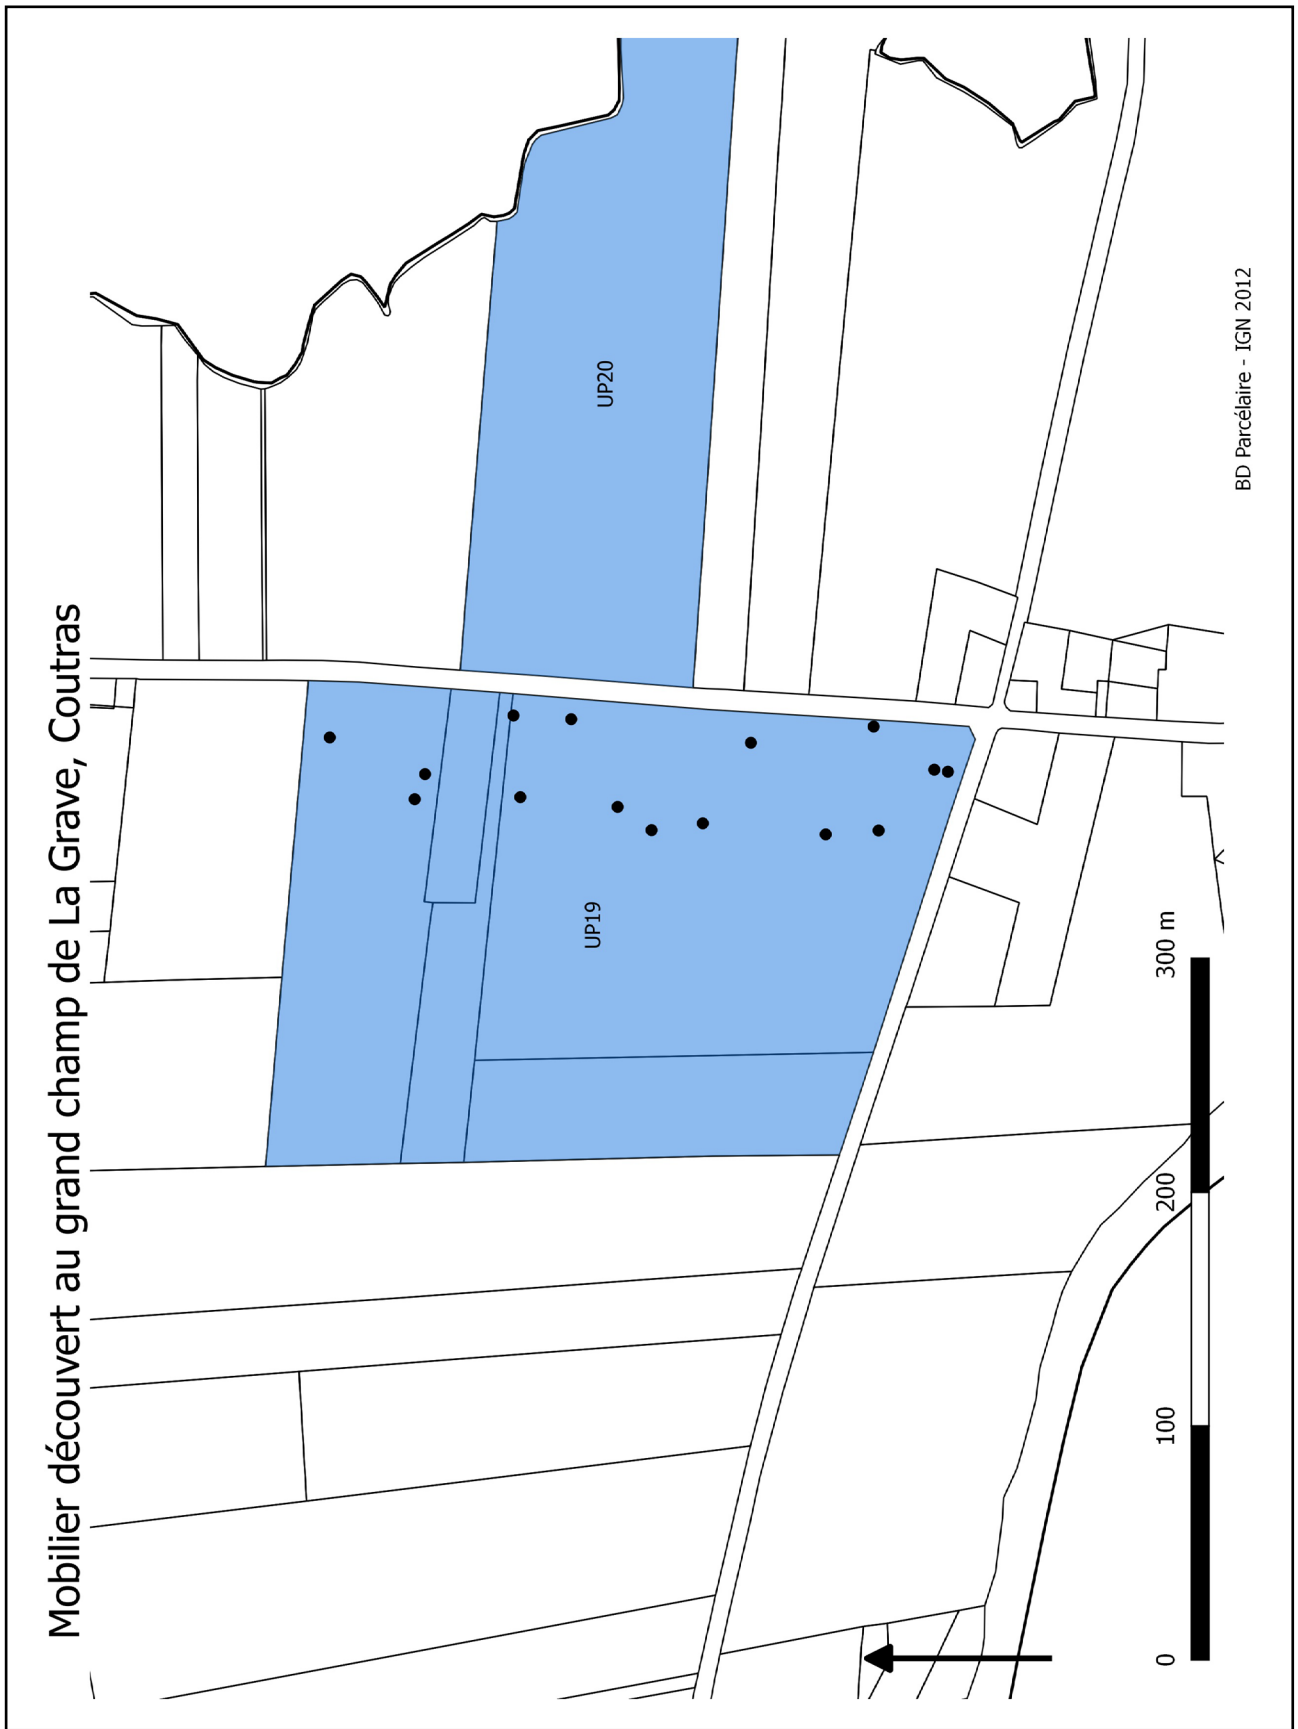 Mobilier découvert au grand champ de La Grave, Coutras
UP20
UP19
0 100 200 300 m
BD Parcélaire - IGN 2012